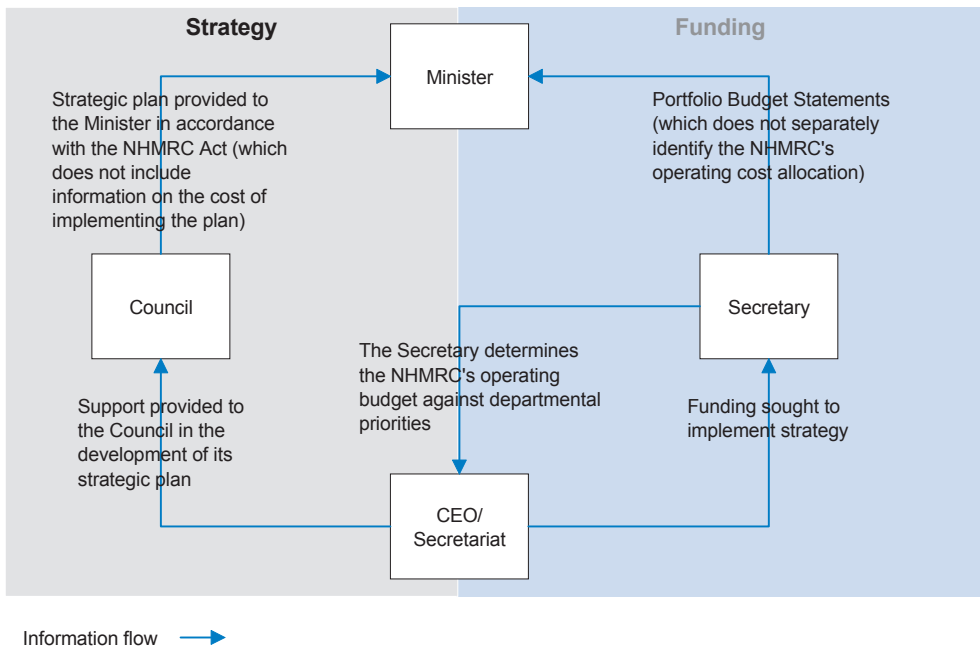 Strategy
Funding
Minister
Strategic plan provided to
the Minister in accordance
with the NHMRC Act (which
does not include
information on the cost of
implementing the plan)
Portfolio Budget Statements
(which does not separately
identify the NHMRC's
operating cost allocation)
Council
Secretary
The Secretary determines
the NHMRC's operating
budget against departmental
priorities
Support provided to
the Council in the
development of its
strategic plan
Funding sought to
implement strategy
CEO/
Secretariat
Information flow